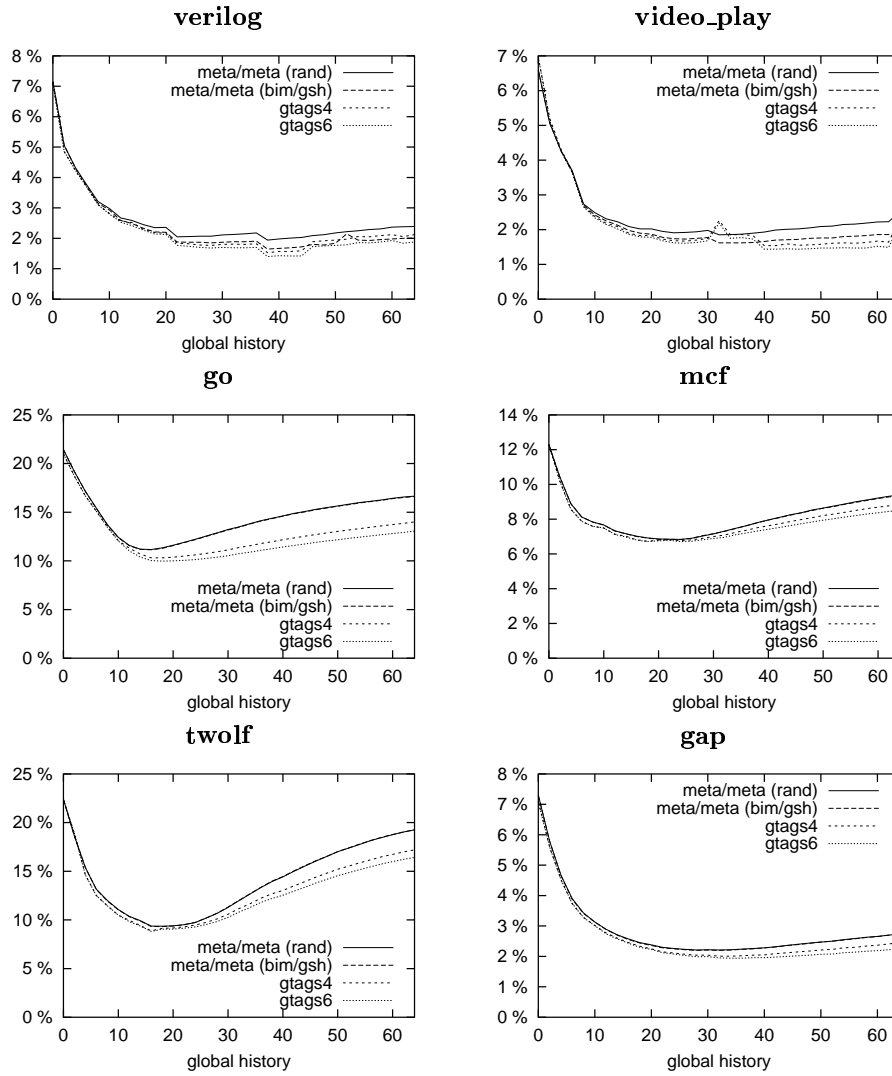 verilog
8 %
7 %
6 %
5 %
4 %
3 %
2 %
1 %
0 %
meta/meta (rand)
meta/meta (bim/gsh)
gtags4
gtags6
0 10 20 30 40 50 60
global history
video_play
7 %
6 %
5 %
4 %
3 %
2 %
1 %
0 %
meta/meta (rand)
meta/meta (bim/gsh)
gtags4
gtags6
0 10 20 30 40 50 60
global history
go
25 %
20 %
15 %
10 %
5 %
0 %
meta/meta (rand)
meta/meta (bim/gsh)
gtags4
gtags6
0 10 20 30 40 50 60
global history
mcf
14 %
12 %
10 %
8 %
6 %
4 %
2 %
0 %
meta/meta (rand)
meta/meta (bim/gsh)
gtags4
gtags6
0 10 20 30 40 50 60
global history
twolf
25 %
20 %
15 %
10 %
5 %
0 %
meta/meta (rand)
meta/meta (bim/gsh)
gtags4
gtags6
0 10 20 30 40 50 60
global history
gap
8 %
7 %
6 %
5 %
4 %
3 %
2 %
1 %
0 %
meta/meta (rand)
meta/meta (bim/gsh)
gtags4
gtags6
0 10 20 30 40 50 60
global history